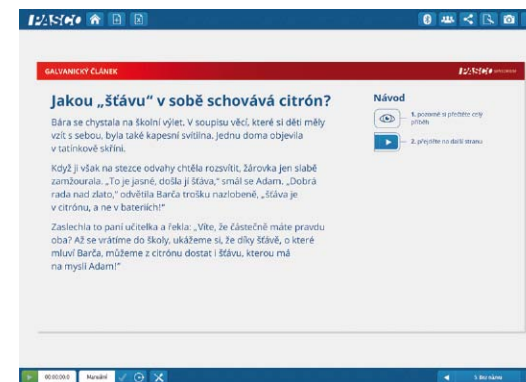 PASCO
GALVANICKÝ ČLÁNEK
PASCO
Jakou „šťávu“ v sobě schovává citrón?
Bára se chystala na školní výlet. V soupisu věcí, které si děti měly
vzít s sebou, byla také kapesní svítilna. Jednu doma objevila
v tatínkově skříni.
Když ji však na stezce odvahy chtěla rozsvítit, žárovka jen slabě
zamžourala. „To je jasné, došla jí šťáva,“ smál se Adam. „Dobrá
rada nad zlato,“ odvětila Barča trošku nazlobeně, „šťáva je
v citrónu, a ne v bateriích!“
Zaslechla to paní učitelka a řekla: „Víte, že částečně máte pravdu
oba? Až se vrátíme do školy, ukážeme si, že díky šťávě, o které
mluví Barča, můžeme z citrónu dostat i šťávu, kterou má
na mysli Adam!“
Návod
1. pozorně si přečtěte celý
příběh
2. přejděte na další stranu
00:00:00.0 Manuální
1: Bez názvu